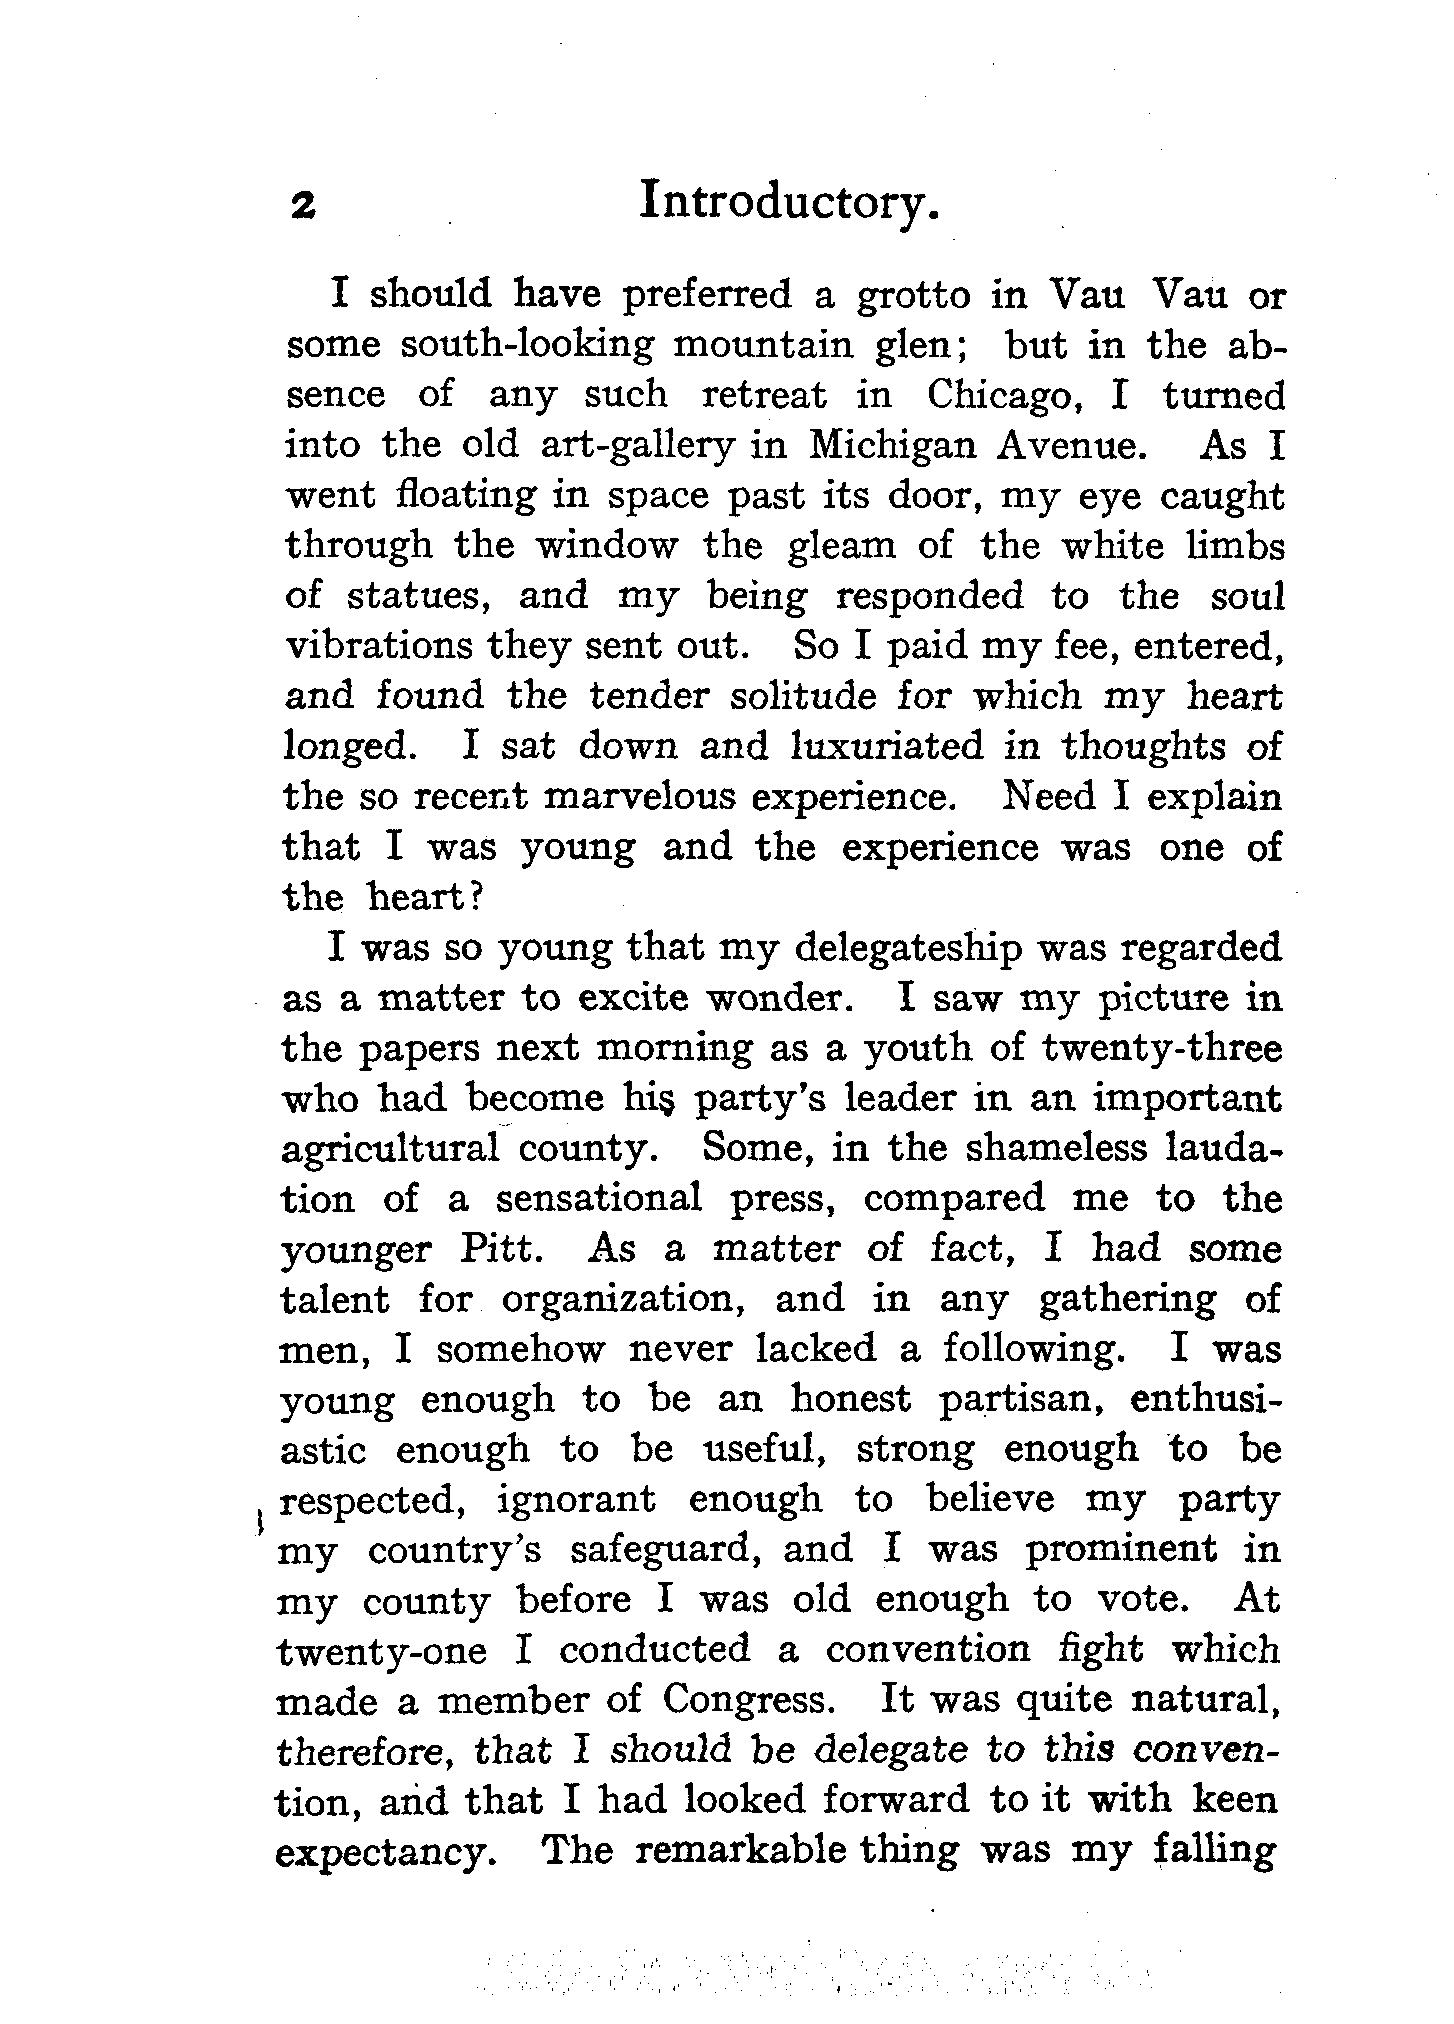 2 Introductory.
I should have preferred a grotto in Vau Vau or
some south-looking mountain glen; but in the ab-
sence of any such retreat in Chicago, I turned
into the old art-gallery in Michigan Avenue. As I
went floating in space past its door, my eye caught
through the window the gleam of the white limbs
of statues, and my being responded to the soul
vibrations they sent out. So I paid my fee, entered,
and found the tender solitude for which my heart
longed. I sat down and luxuriated in thoughts of
the so recent marvelous experience. Need I explain
that I was young and the experience was one of
the heart?
I was so young that my delegateship was regarded
as a matter to excite wonder. I saw my picture in
the papers next morning as a youth of twenty-three
who had become his party's leader in an important
agricultural county. Some, in the shameless lauda-
tion of a sensational press, compared me to the
younger Pitt. As a matter of fact, I had some
talent for organization, and in any gathering of
men, I somehow never lacked a following. I was
young enough to be an honest partisan, enthusi-
astic enough to be useful, strong enough to be
respected, ignorant enough to believe my party
my country's safeguard, and I was prominent in
my county before I was old enough to vote. At
twenty-one I conducted a convention fight which
made a member of Congress. It was quite natural,
therefore, that I should be delegate to this conven-
tion, and that I had looked forward to it with keen
expectancy. The remarkable thing was my falling